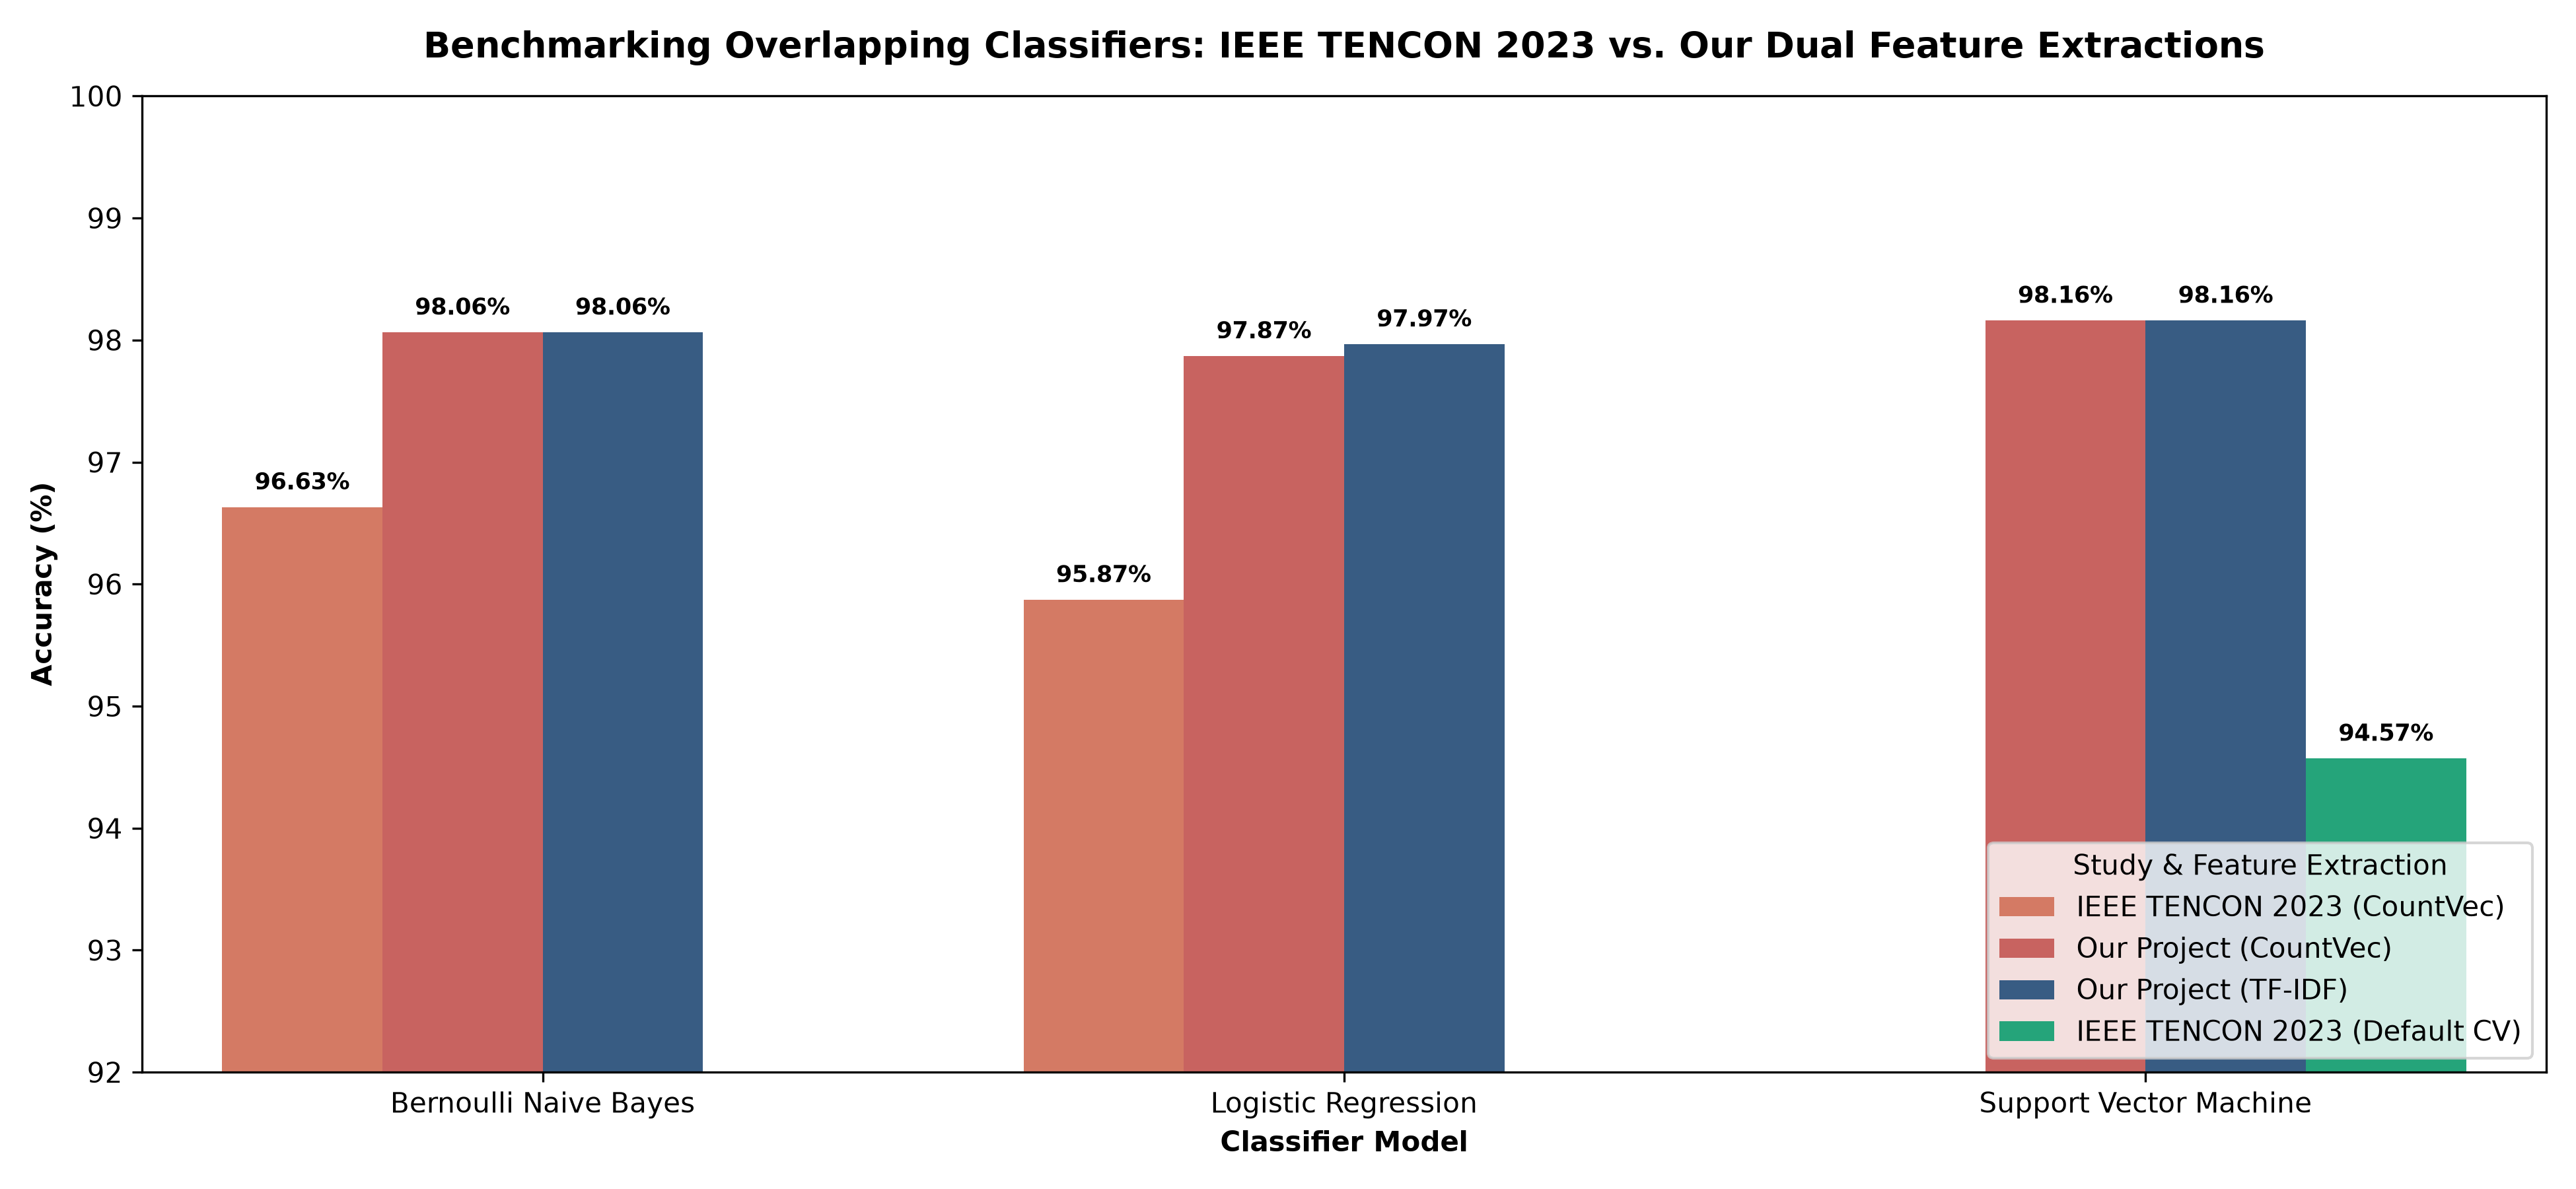 Benchmarking Overlapping Classifiers: IEEE TENCON 2023 vs. Our Dual Feature Extractions
Accuracy (%)
100
99
98
97
96
95
94
93
92
96.63%
98.06%
98.06%
95.87%
97.87%
97.97%
98.16%
98.16%
94.57%
Study & Feature Extraction
IEEE TENCON 2023 (CountVec)
Our Project (CountVec)
Our Project (TF-IDF)
IEEE TENCON 2023 (Default CV)
Bernoulli Naive Bayes
Logistic Regression
Support Vector Machine
Classifier Model